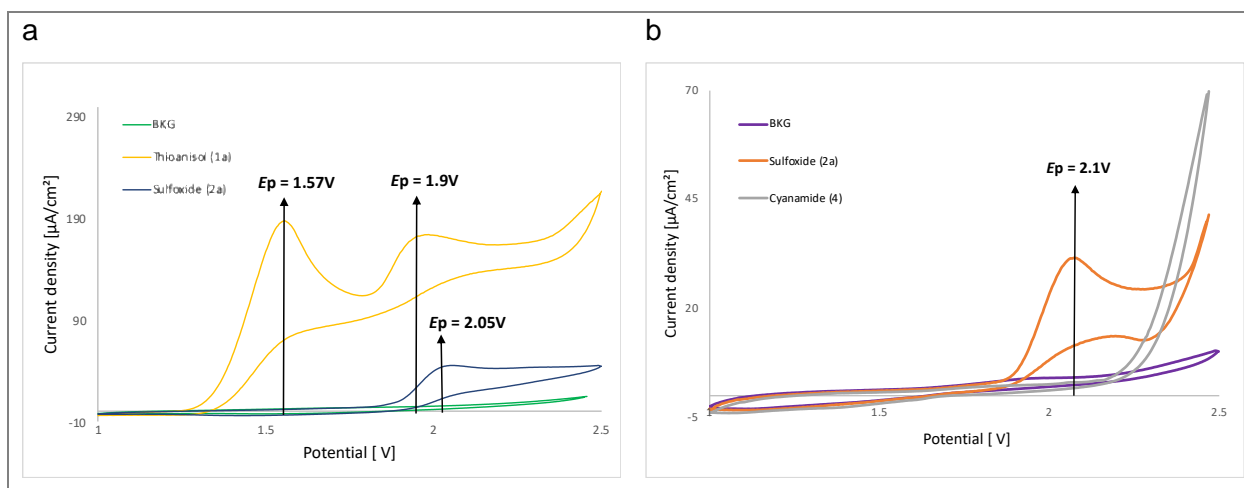 a
290
190
90
-10
Current density [µA/cm²]
BKG
Thioanisol (1a)
Sulfoxide (2a)
Ep = 1.57V
Ep = 1.9V
Ep = 2.05V
1
1.5
2
2.5
Potential [ V]
b
70
45
20
-5
Current density [µA/cm²]
BKG
Sulfoxide (2a)
Cyanamide (4)
Ep = 2.1V
1
1.5
2
2.5
Potential [ V]